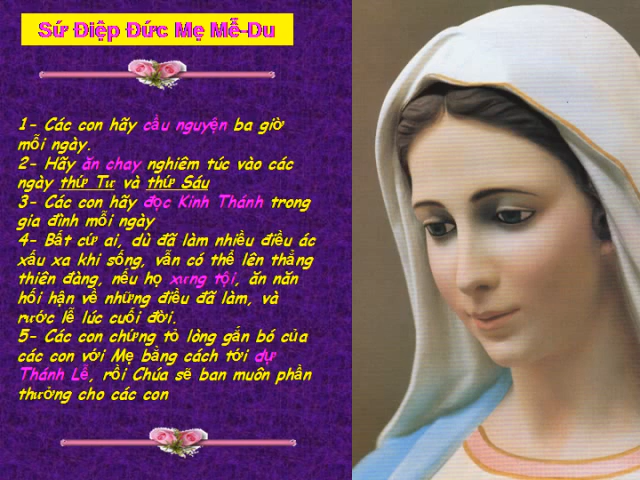 Sứ Điệp Đức Mẹ Mễ-Du
1- Các con hãy cầu nguyện ba giờ
mỗi ngày.
2- Hãy ăn chay nghiêm túc vào các
ngày thứ Tư và thứ Sáu
3- Các con hãy đọc Kinh Thánh trong
gia đình mỗi ngày
4- Bất cứ ai, dù đã làm nhiều điều ác
xấu xa khi sống, vẫn có thể lên thẳng
thiên đàng, nếu họ xưng tội, ăn năn
hối hận về những điều đã làm, và
rước lễ lúc cuối đời.
5- Các con chứng tỏ lòng gắn bó của
các con với Mẹ bằng cách tới dự
Thánh Lễ, rồi Chúa sẽ ban muôn phần
thưởng cho các con